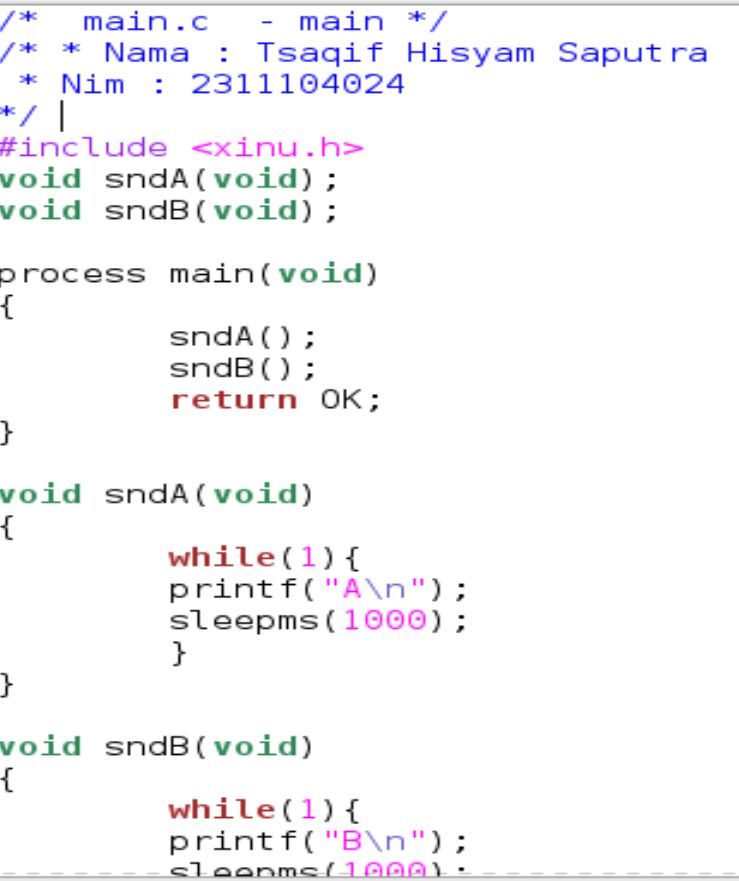 /*  main.c  - main */
/* * Nama : Tsaqif Hisyam Saputra
 * Nim : 2311104024
*/
#include <xinu.h>
void sndA(void);
void sndB(void);

process main(void)
{
        sndA();
        sndB();
        return OK;
}

void sndA(void)
{
        while(1){
        printf("A\n");
        sleepms(1000);
        }
}

void sndB(void)
{
        while(1){
        printf("B\n");
        sleepms(1000);